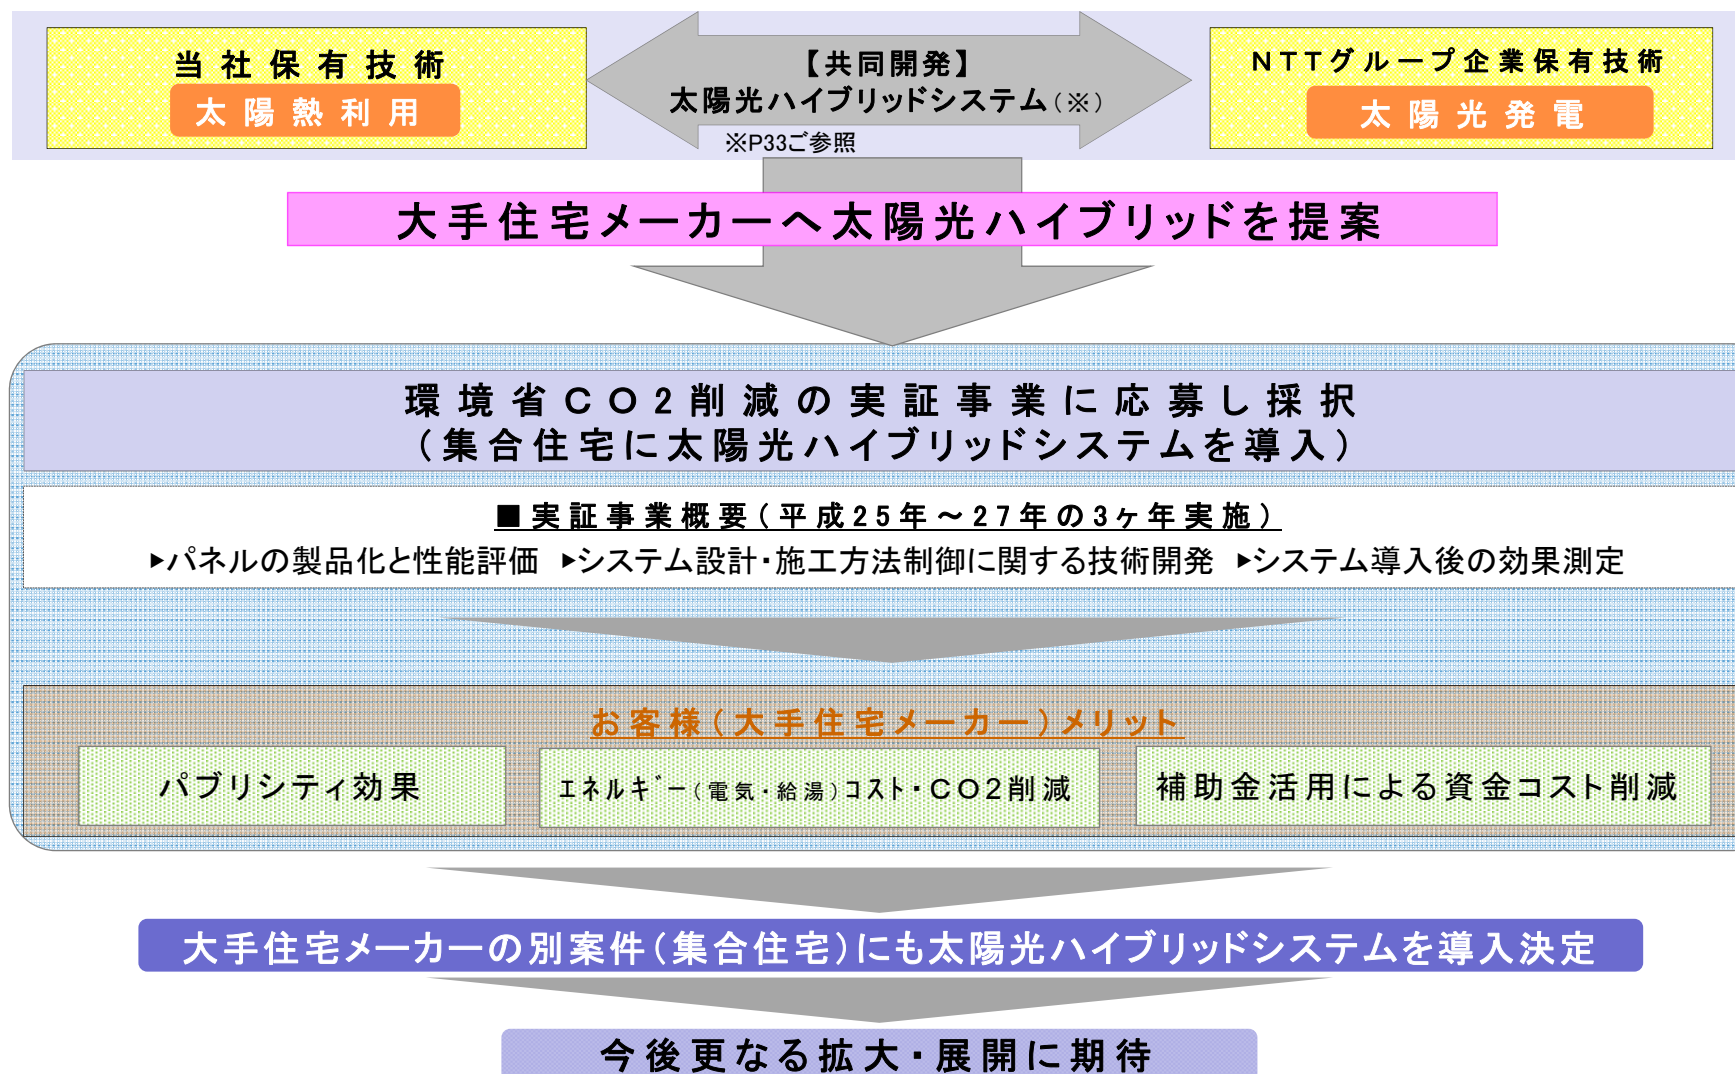 当社保有技術
太陽熱利用
【共同開発】
太陽光ハイブリッドシステム(※)
※P33ご参照
NTTグループ企業保有技術
太陽光発電
大手住宅メーカーへ太陽光ハイブリッドを提案
環境省CO2削減の実証事業に応募し採択
(集合住宅に太陽光ハイブリッドシステムを導入)
■実証事業概要(平成25年～27年の3ヶ年実施)
▶パネルの製品化と性能評価 ▶システム設計・施工方法制御に関する技術開発 ▶システム導入後の効果測定
お客様(大手住宅メーカー)メリット
パブリシティ効果
エネルギー(電気・給湯)コスト・CO2削減
補助金活用による資金コスト削減
大手住宅メーカーの別案件(集合住宅)にも太陽光ハイブリッドシステムを導入決定
今後更なる拡大・展開に期待